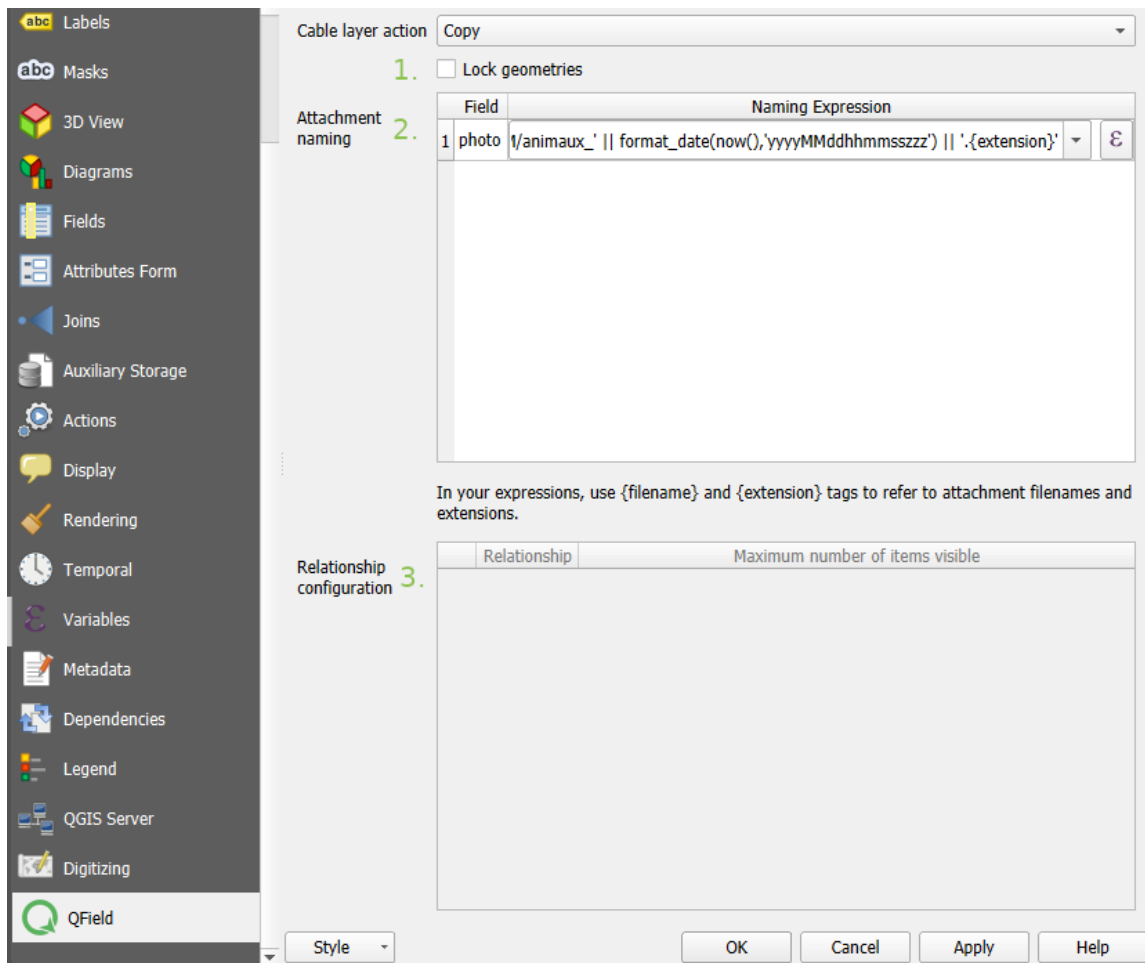 abc Labels
abc Masks
3D View
Diagrams
Fields
Attributes Form
Joins
Auxiliary Storage
Actions
Display
Rendering
Temporal
ε Variables
Metadata
Dependencies
Legend
QGIS Server
Digitizing
QField
Cable layer action Copy
1. Lock geometries
Attachment
naming
2.
Field Naming Expression
1 photo /animaux_' || format_date(now(),'yyyyMMddhhmmsszzz') || '.{extension}' ε
In your expressions, use {filename} and {extension} tags to refer to attachment filenames and
extensions.
Relationship
configuration
3.
Relationship Maximum number of items visible
Style OK Cancel Apply Help